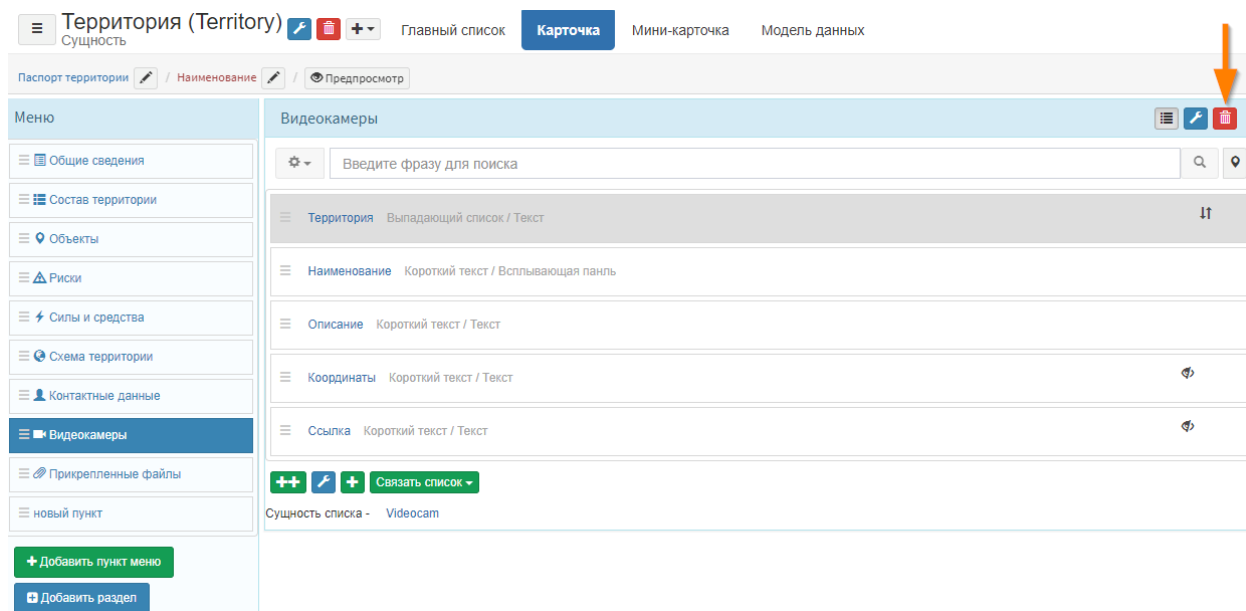 Территория (Territory)
Сущность
Главный список
Карточка
Мини-карточка
Модель данных
Паспорт территории / Наименование / Предпросмотр
Меню
Общие сведения
Состав территории
Объекты
Риски
Силы и средства
Схема территории
Контактные данные
Видеокамеры
Прикрепленные файлы
новый пункт
+ Добавить пункт меню
Добавить раздел
Видеокамеры
Введите фразу для поиска
Территория Выпадающий список / Текст
Наименование Короткий текст / Всплывающая панль
Описание Короткий текст / Текст
Координаты Короткий текст / Текст
Ссылка Короткий текст / Текст
Связать список
Сущность списка - Videocam